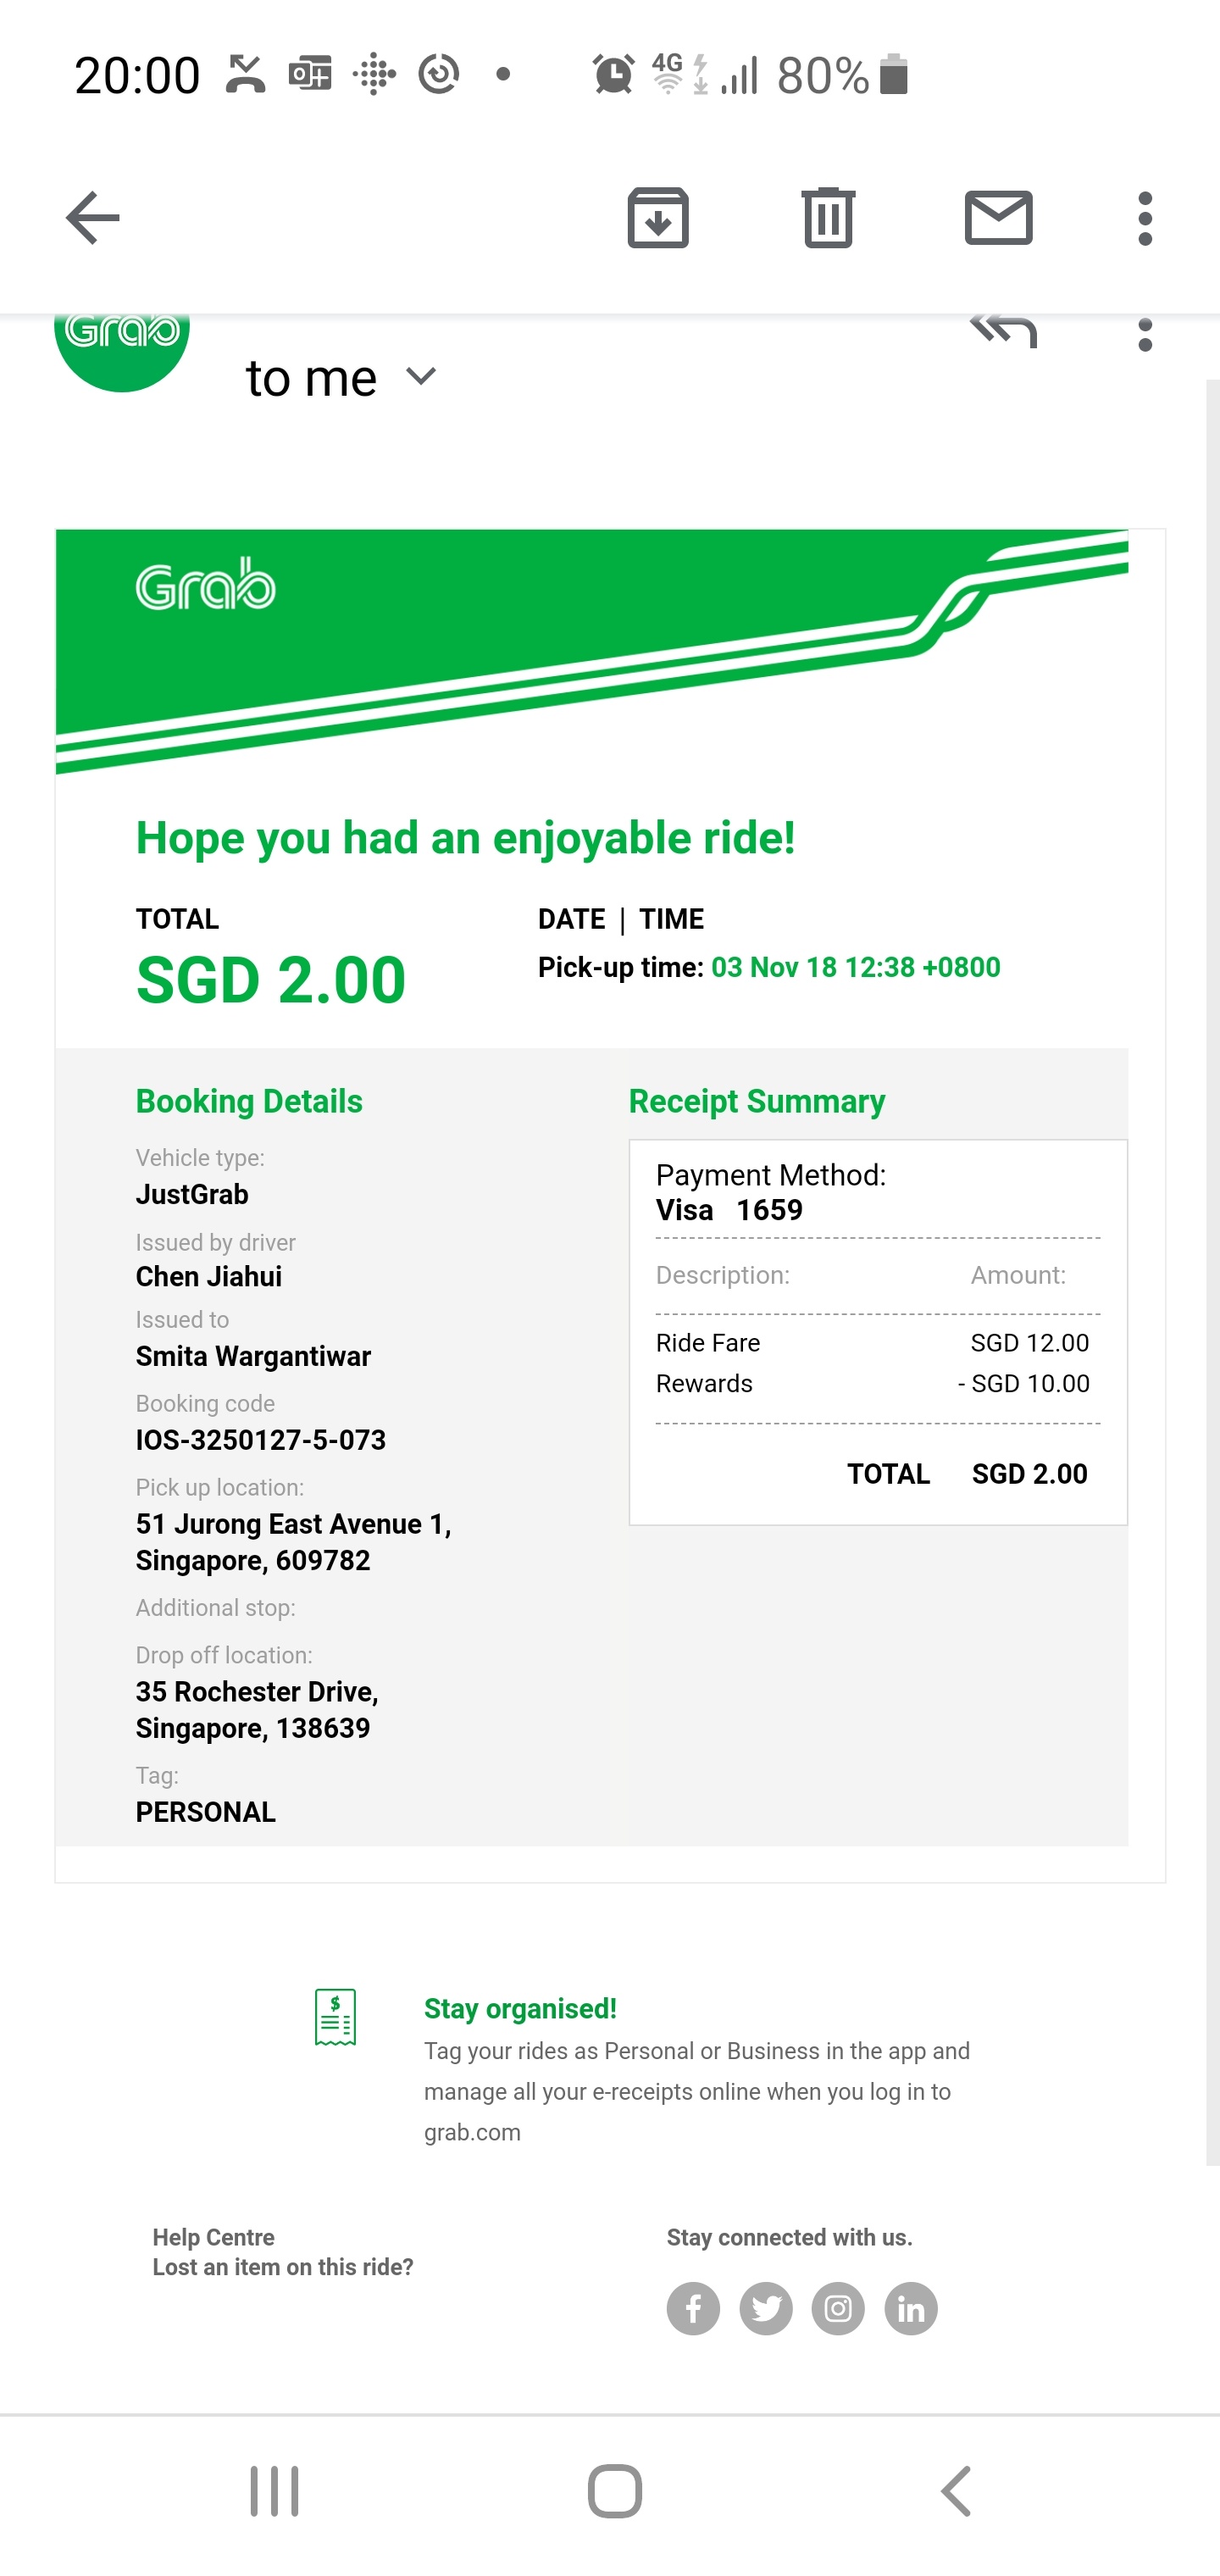 20:00
4G
80%
Grab
to me
Grab
Hope you had an enjoyable ride!
TOTAL
DATE | TIME
SGD 2.00
Pick-up time: 03 Nov 18 12:38 +0800
Booking Details
Vehicle type:
JustGrab
Issued by driver
Chen Jiahui
Issued to
Smita Wargantiwar
Booking code
IOS-3250127-5-073
Pick up location:
51 Jurong East Avenue 1,
Singapore, 609782
Additional stop:
Drop off location:
35 Rochester Drive,
Singapore, 138639
Tag:
PERSONAL
Receipt Summary
Payment Method:
Visa 1659
Description: Amount:
Ride Fare SGD 12.00
Rewards - SGD 10.00
TOTAL SGD 2.00
Stay organised!
Tag your rides as Personal or Business in the app and
manage all your e-receipts online when you log in to
grab.com
Help Centre
Lost an item on this ride?
Stay connected with us.